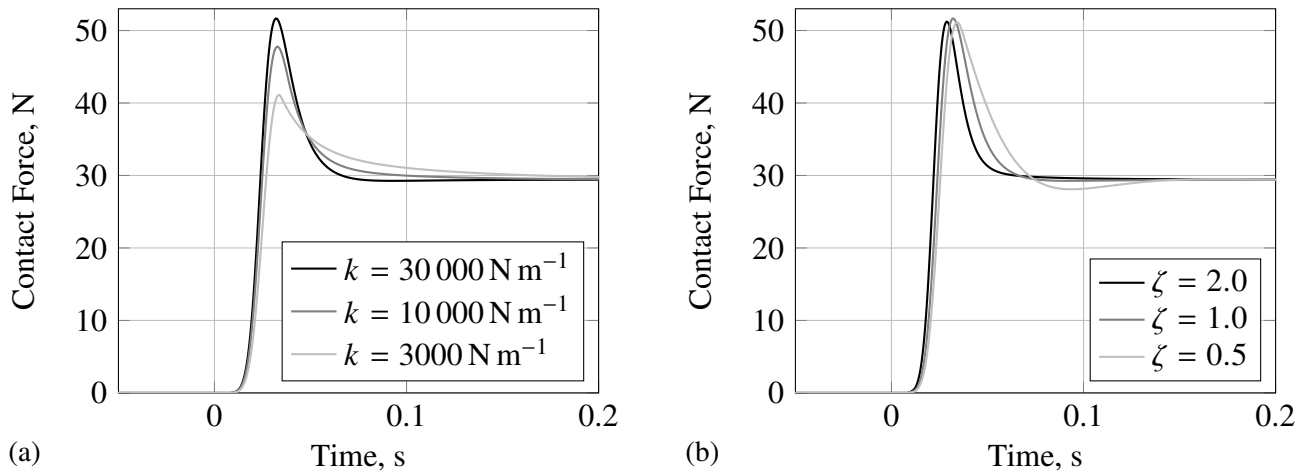 50
40
30
20
10
0
Contact Force, N
k = 30 000 N m⁻¹
k = 10 000 N m⁻¹
k = 3000 N m⁻¹
0 0.1 0.2
Time, s
(a)
50
40
30
20
10
0
Contact Force, N
ζ = 2.0
ζ = 1.0
ζ = 0.5
0 0.1 0.2
Time, s
(b)